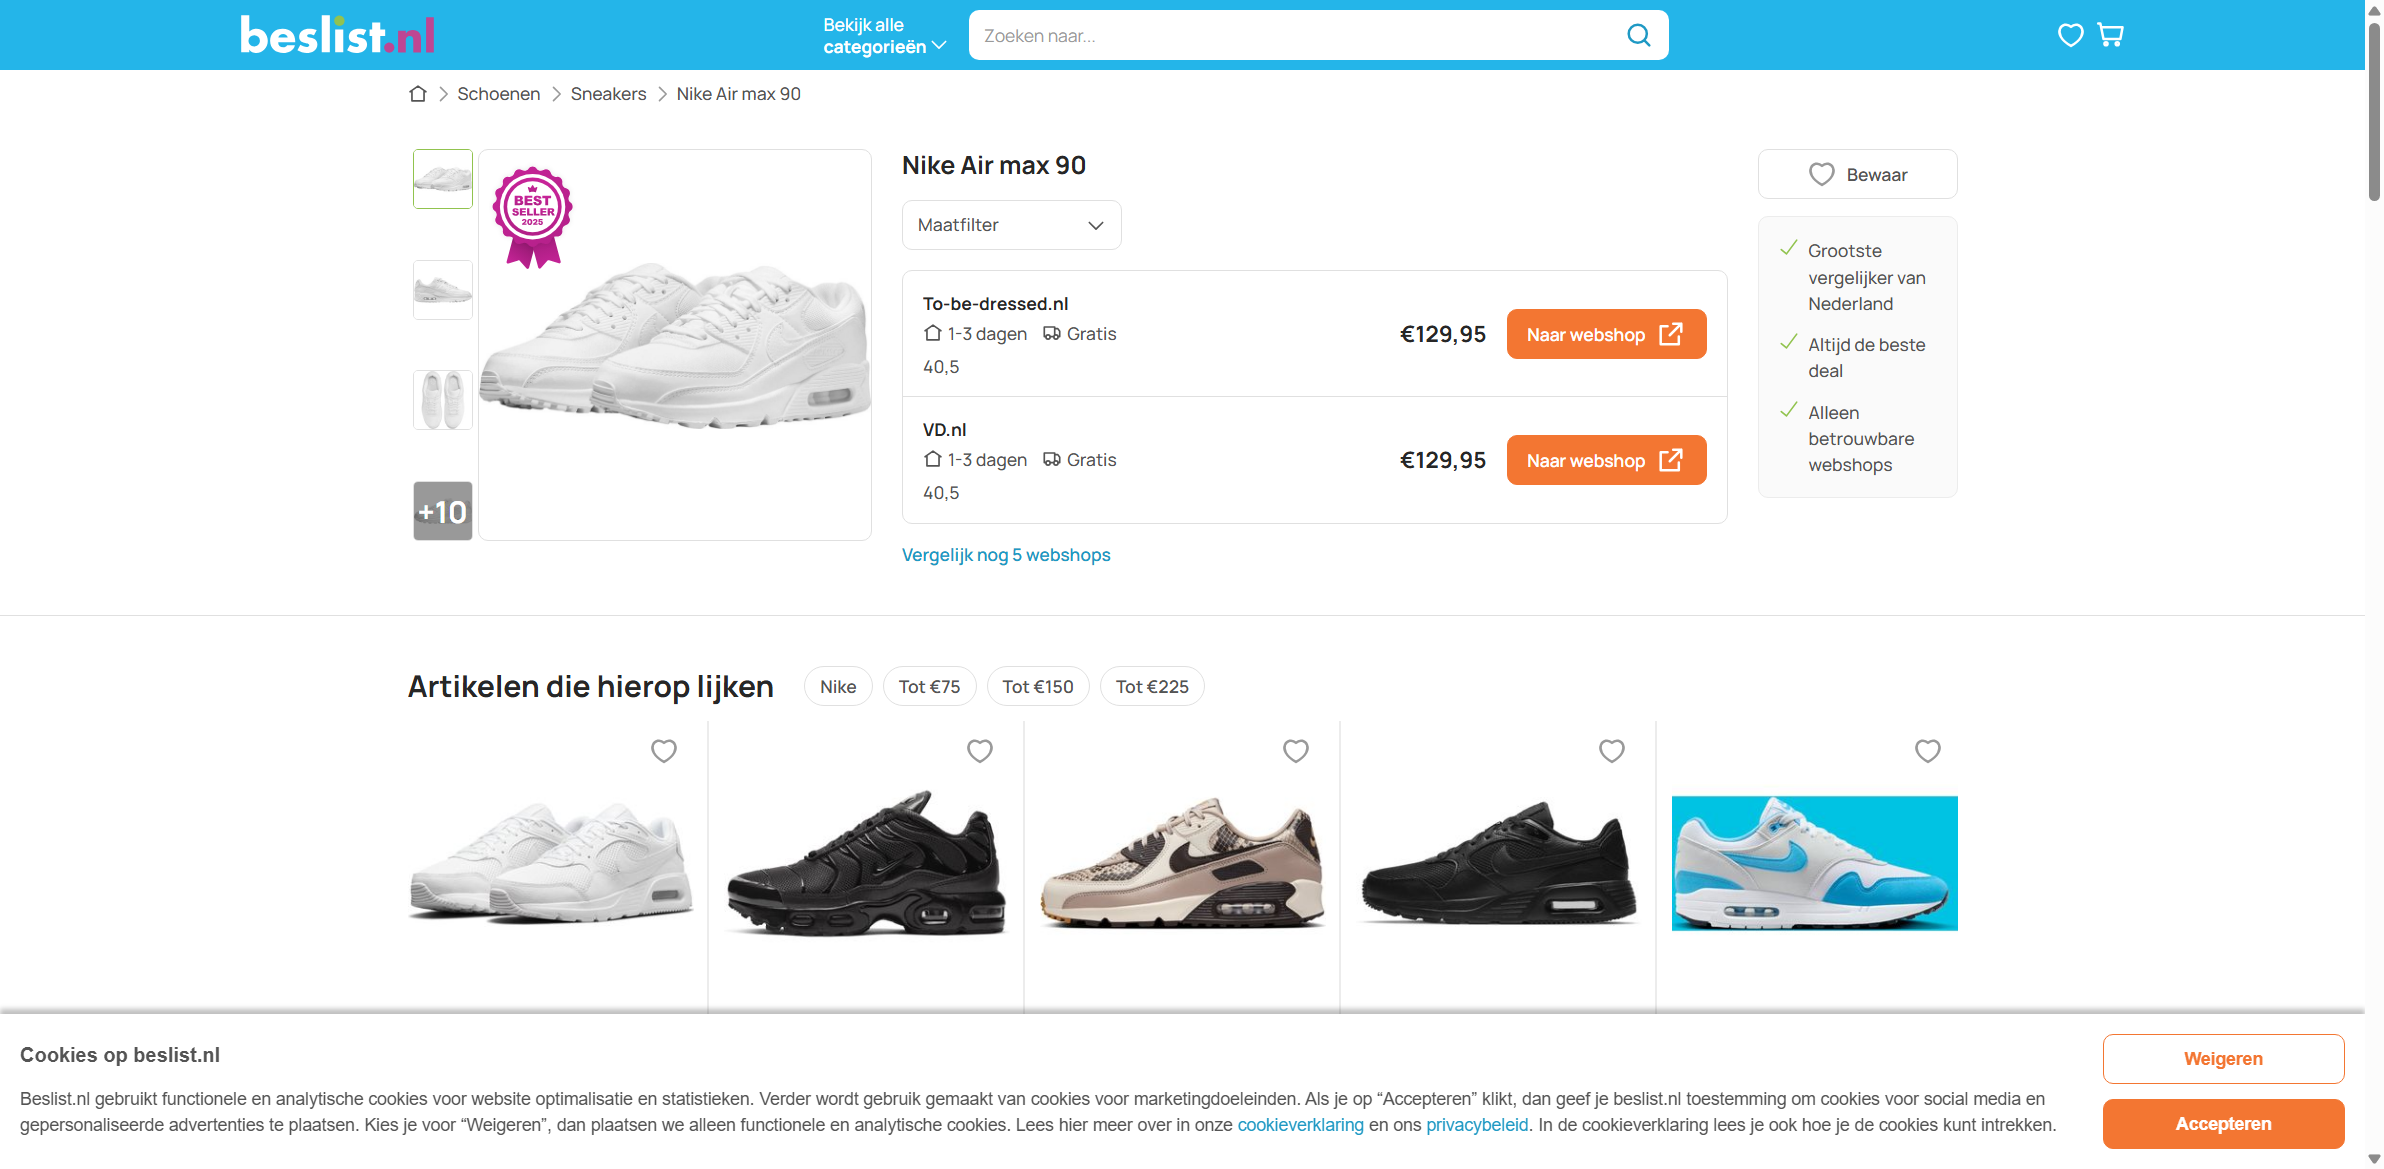 beslist.nl
Bekijk alle
categorieën
Zoeken naar...
Schoenen
Sneakers
Nike Air max 90
BEST
SELLER
2025
+10
Nike Air max 90
Maatfilter
To-be-dressed.nl
1-3 dagen Gratis
40,5
€129,95
Naar webshop
VD.nl
1-3 dagen Gratis
40,5
€129,95
Naar webshop
Vergelijk nog 5 webshops
Bewaar
Grootste
vergelijker van
Nederland
Altijd de beste
deal
Alleen
betrouwbare
webshops
Artikelen die hierop lijken
Nike
Tot €75
Tot €150
Tot €225
Cookies op beslist.nl
Beslist.nl gebruikt functionele en analytische cookies voor website optimalisatie en statistieken. Verder wordt gebruik gemaakt van cookies voor marketingdoeleinden. Als je op “Accepteren” klikt, dan geef je beslist.nl toestemming om cookies voor social media en
gepersonaliseerde advertenties te plaatsen. Kies je voor “Weigeren”, dan plaatsen we alleen functionele en analytische cookies. Lees hier meer over in onze cookieverklaring en ons privacybeleid. In de cookieverklaring lees je ook hoe je de cookies kunt intrekken.
Weigeren
Accepteren